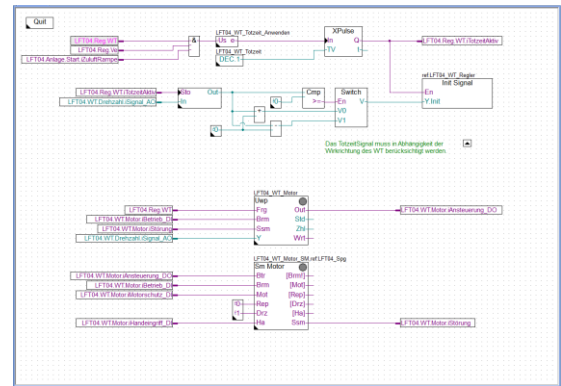 Quit
LFT04.Reg.WT
LFT04.Reg.Ve
LFT04.Anlage.Start.iZuluftRampe
&
LFT04_WT_Totzeit_Anwenden
Us e
LFT04_WT_Totzeit
DEC.1
XPulse
In Q
TV t
LFT04.Reg.WT.iTotzeitAktiv
LFT04.Reg.WT.iTotzeitAktiv
LFT04.WT.Drehzahl.iSignal_AO
Sto Out
In
Cmp
>=
Switch
En V
V0
V1
ref.LFT04_WT_Regler
Init Signal
En
Y.Init
Das TotzeitSignal muss in Abhängigkeit der
Wirkrichtung des WT berücksichtigt werden.
LFT04_WT_Motor
Uwp
LFT04.Reg.WT
Frg Out
LFT04.WT.Motor.iAnsteuerung_DO
LFT04.WT.Motor.iBetrieb_DI
Brm Std
LFT04.WT.Motor.iStörung
Ssm Zhl
LFT04.WT.Drehzahl.iSignal_AO
Y Wrt
LFT04_WT_Motor_SM.ref.LFT04_Spg
Sim Motor
LFT04.WT.Motor.iAnsteuerung_DO
Btr [Brm!]
LFT04.WT.Motor.iBetrieb_DI
Brm [Mot]
LFT04.WT.Motor.iMotorschutz_DI
Mot [Rep]
Rep [Drz]
Drz [Ha]
LFT04.WT.Motor.iHandeingriff_DI
Ha Ssm
LFT04.WT.Motor.iStörung